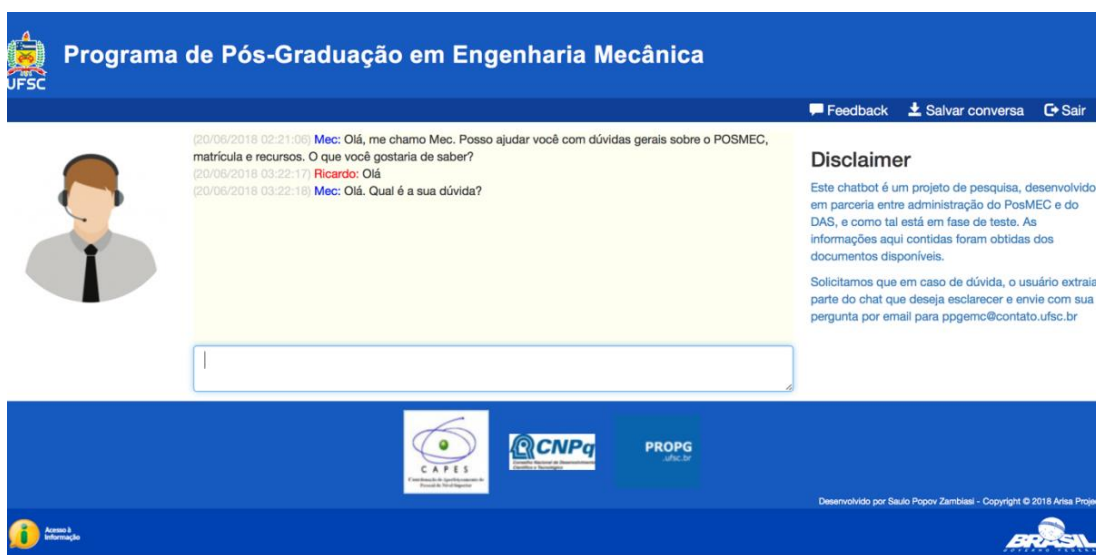 UFSC
Programa de Pós-Graduação em Engenharia Mecânica
Feedback Salvar conversa Sair
(20/06/2018 02:21:06) Mec: Olá, me chamo Mec. Posso ajudar você com dúvidas gerais sobre o POSMEC,
matrícula e recursos. O que você gostaria de saber?
(20/06/2018 03:22:17) Ricardo: Olá
(20/06/2018 03:22:18) Mec: Olá. Qual é a sua dúvida?
Disclaimer
Este chatbot é um projeto de pesquisa, desenvolvido
em parceria entre administração do PosMEC e do
DAS, e como tal está em fase de teste. As
informações aqui contidas foram obtidas dos
documentos disponíveis.
Solicitamos que em caso de dúvida, o usuário extraia
parte do chat que deseja esclarecer e envie com sua
pergunta por email para ppgemc@contato.ufsc.br
CAPES
CNPq
PROPG
.ufsc.br
Desenvolvido por Saulo Popov Zambiasi - Copyright © 2018 Arisa Proje
Acesso à
Informação
BRASIL
GOVERNO FEDERAL